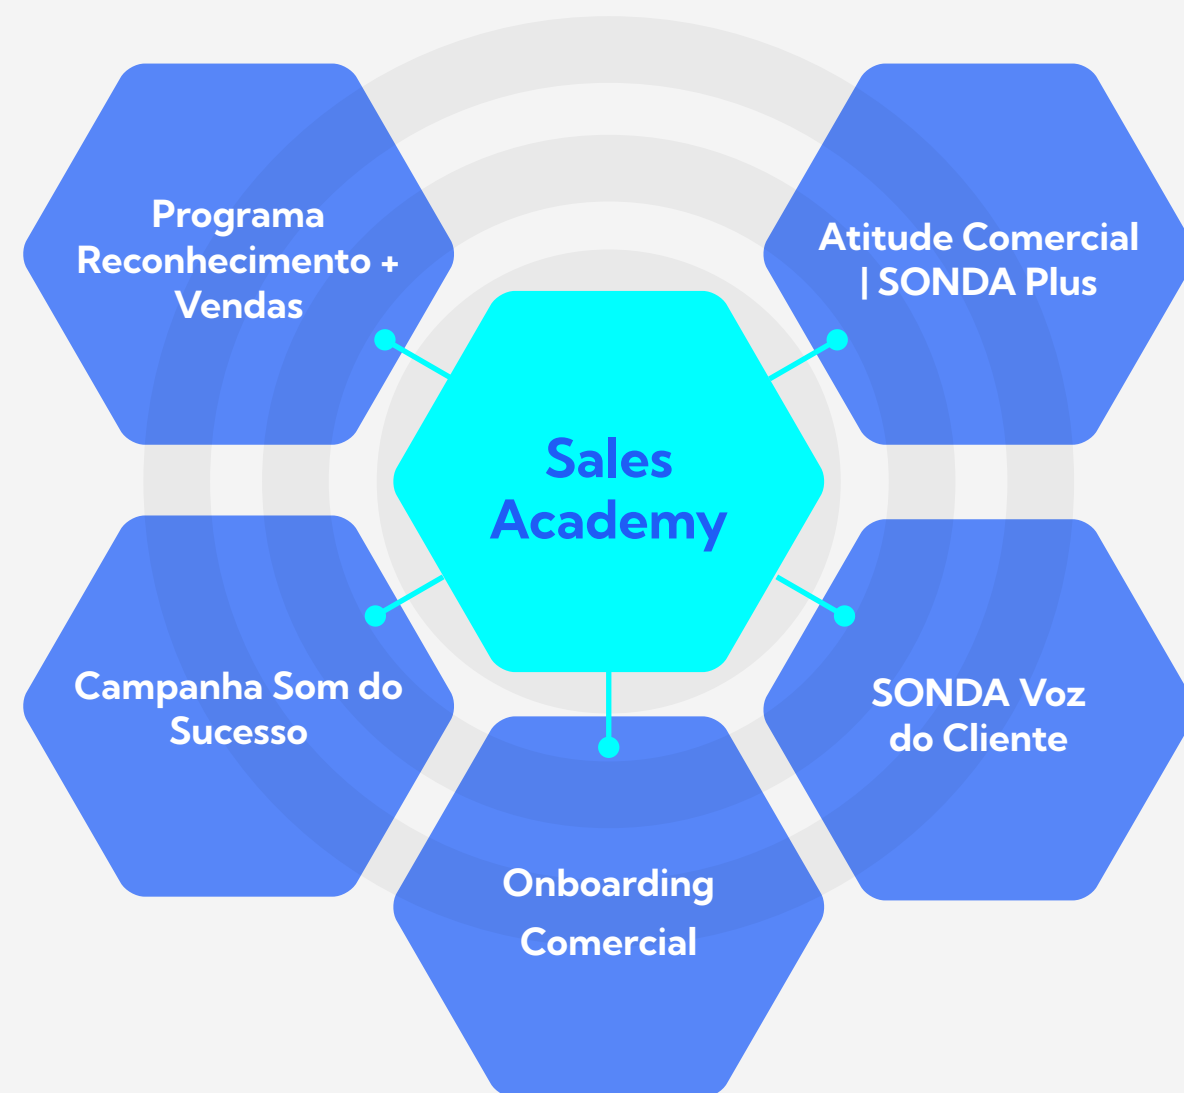 Programa
Reconhecimento +
Vendas
Atitude Comercial
| SONDA Plus
Sales
Academy
Campanha Som do
Sucesso
SONDA Voz
do Cliente
Onboarding
Comercial